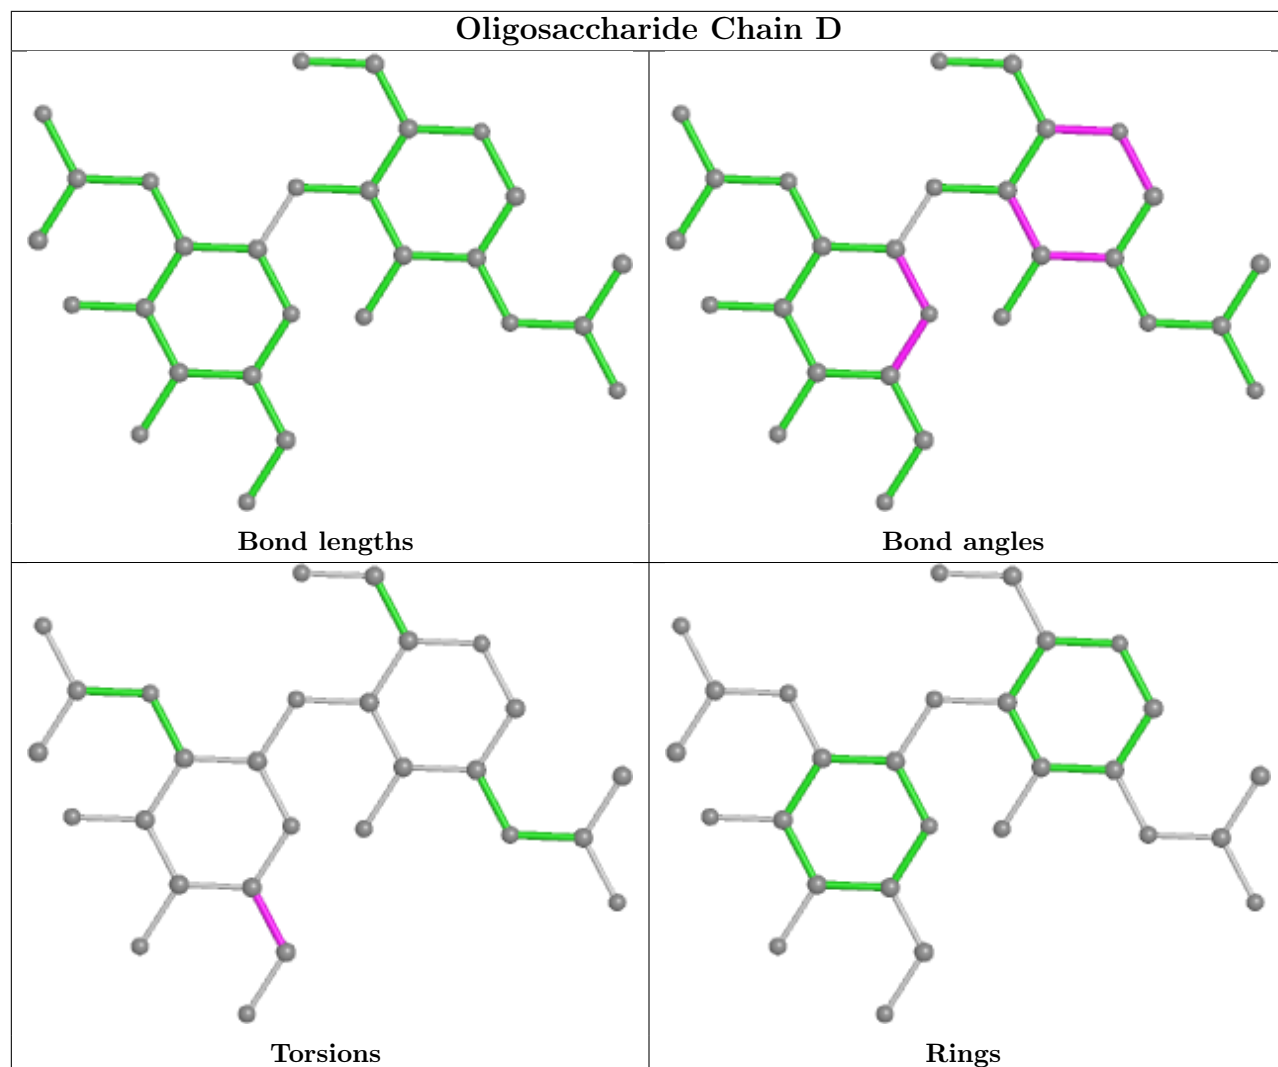 Oligosaccharide Chain D
Bond lengths
Bond angles
Torsions
Rings